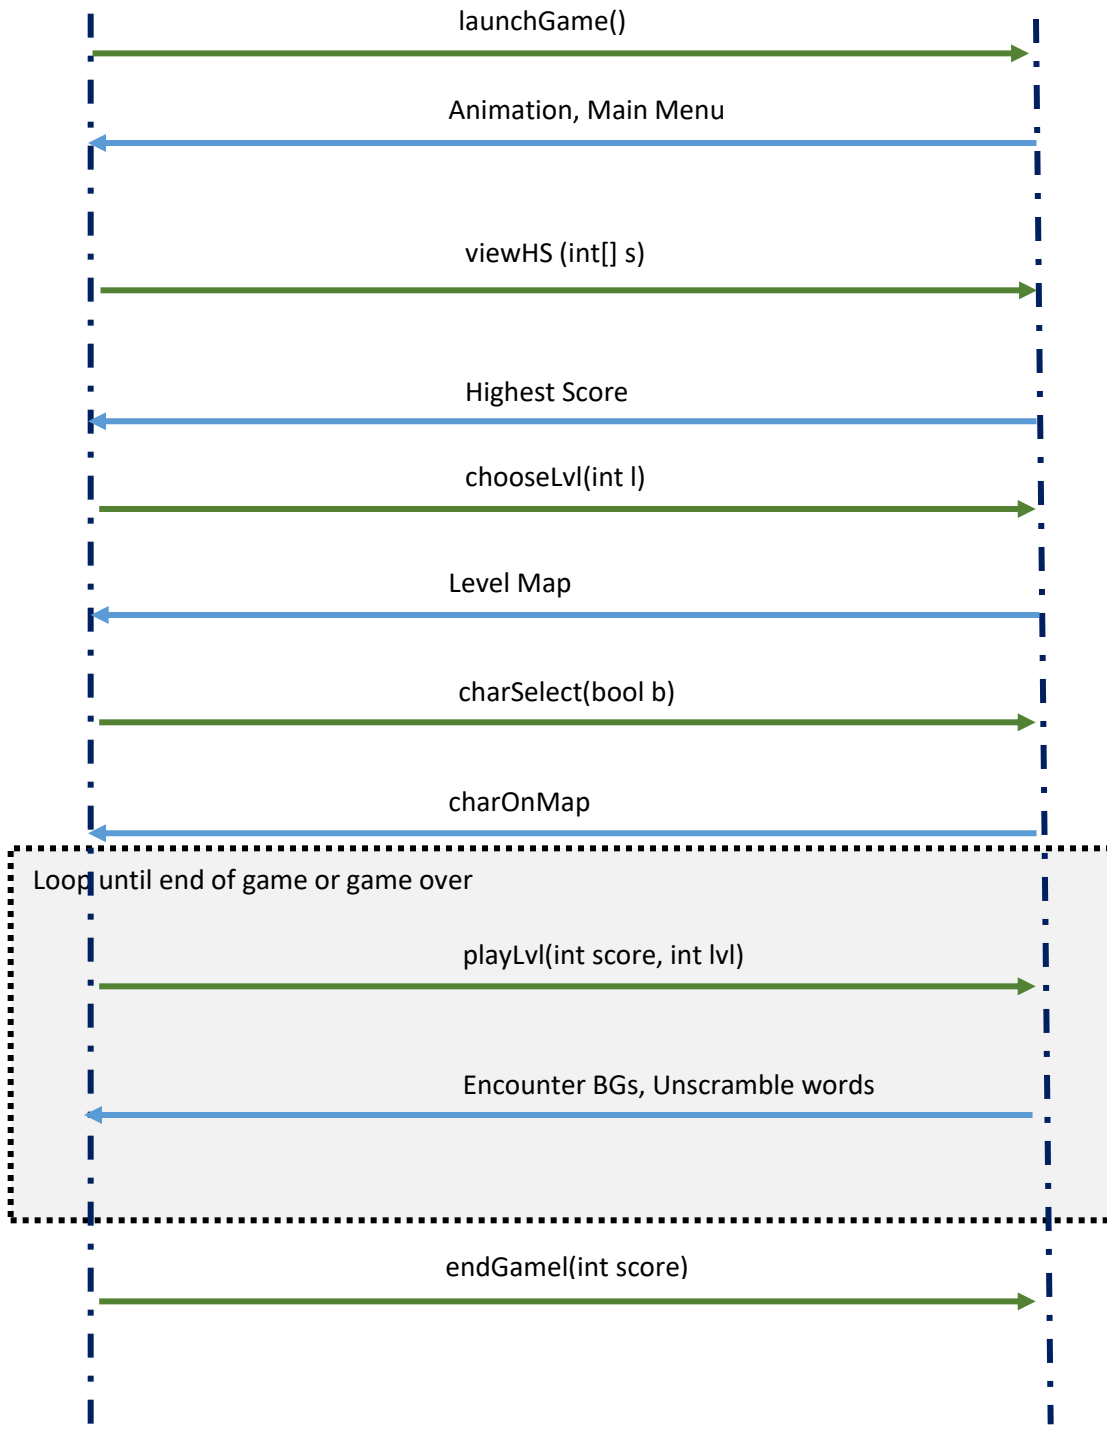 launchGame()
Animation, Main Menu
viewHS (int[] s)
Highest Score
chooseLvl(int l)
Level Map
charSelect(bool b)
charOnMap
Loop until end of game or game over
playLvl(int score, int lvl)
Encounter BGs, Unscramble words
endGamel(int score)